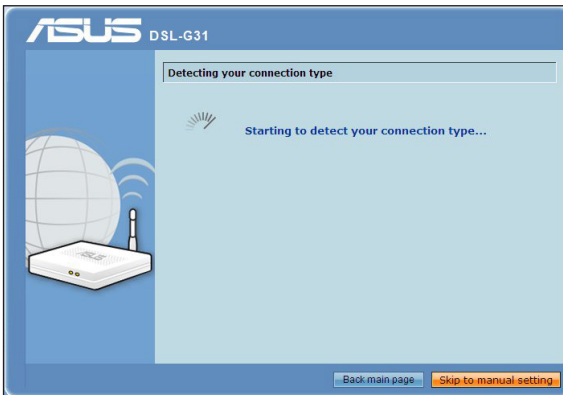 ASUS DSL-G31
Detecting your connection type
Starting to detect your connection type...
ASUS
Back main page Skip to manual setting